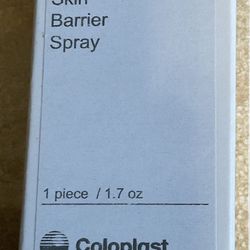 Skin
Barrier
Spray
1 piece / 1.7 oz
Coloplast